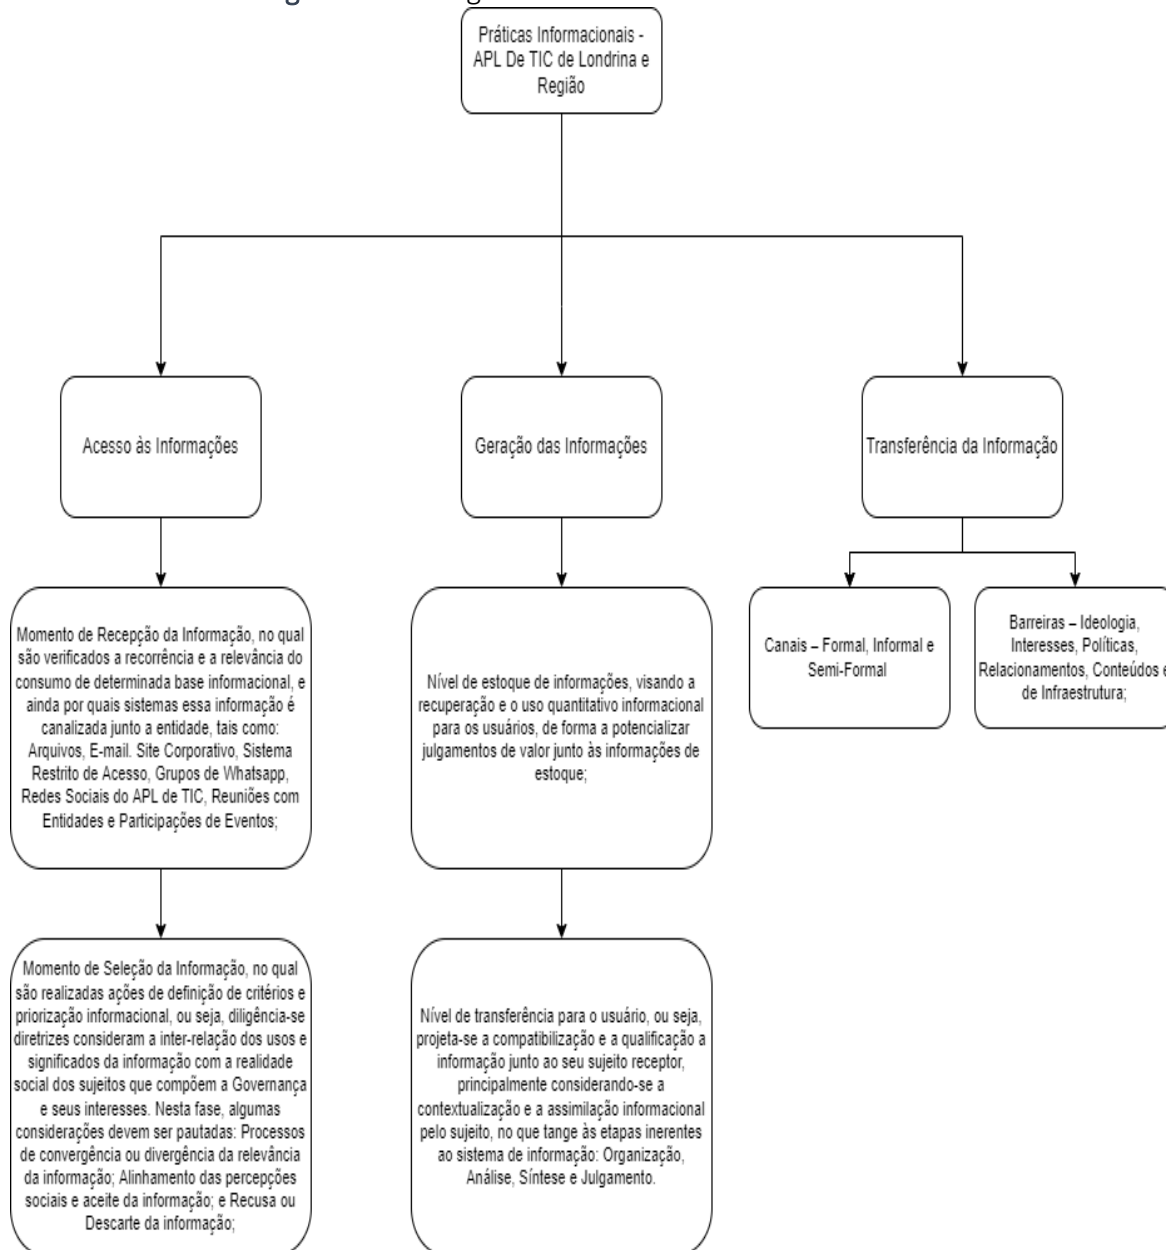 Práticas Informacionais -
APL De TIC de Londrina e
Região
Acesso às Informações
Geração das Informações
Transferência da Informação
Momento de Recepção da Informação, no qual
são verificados a recorrência e a relevância do
consumo de determinada base informacional, e
ainda por quais sistemas essa informação é
canalizada junto a entidade, tais como:
Arquivos, E-mail. Site Corporativo, Sistema
Restrito de Acesso, Grupos de Whatsapp,
Redes Sociais do APL de TIC, Reuniões com
Entidades e Participações de Eventos;
Nível de estoque de informações, visando a
recuperação e o uso quantitativo informacional
para os usuários, de forma a potencializar
julgamentos de valor junto às informações de
estoque;
Canais – Formal, Informal e
Semi-Formal
Barreiras – Ideologia,
Interesses, Políticas,
Relacionamentos, Conteúdos e
de Infraestrutura;
Momento de Seleção da Informação, no qual
são realizadas ações de definição de critérios e
priorização informacional, ou seja, diligência-se
diretrizes consideram a inter-relação dos usos e
significados da informação com a realidade
social dos sujeitos que compõem a Governança
e seus interesses. Nesta fase, algumas
considerações devem ser pautadas: Processos
de convergência ou divergência da relevância
da informação; Alinhamento das percepções
sociais e aceite da informação; e Recusa ou
Descarte da informação;
Nível de transferência para o usuário, ou seja,
projeta-se a compatibilização e a qualificação a
informação junto ao seu sujeito receptor,
principalmente considerando-se a
contextualização e a assimilação informacional
pelo sujeito, no que tange às etapas inerentes
ao sistema de informação: Organização,
Análise, Síntese e Julgamento.